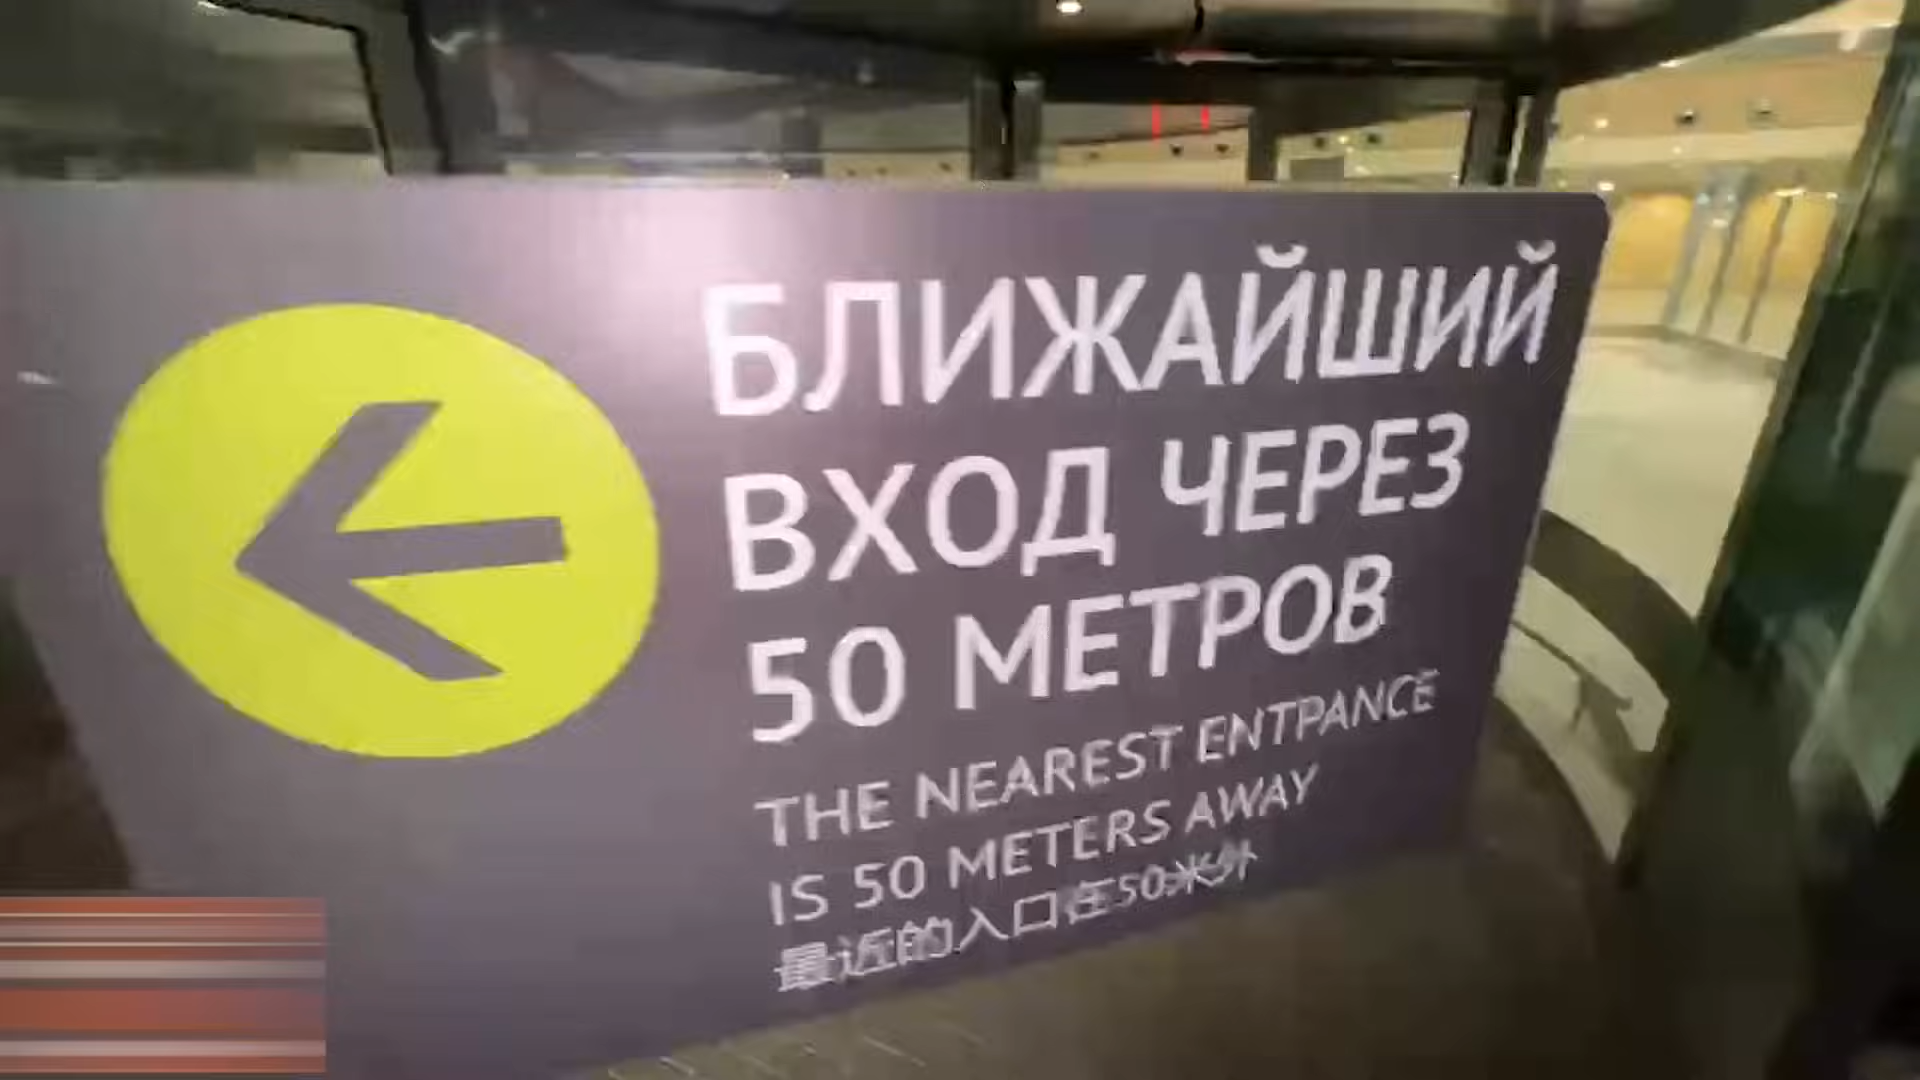 БЛИЖАЙШИЙ
ВХОД ЧЕРЕЗ
50 МЕТРОВ
THE NEAREST ENTPANCE
IS 50 METERS AWAY
最近的入口在50米外